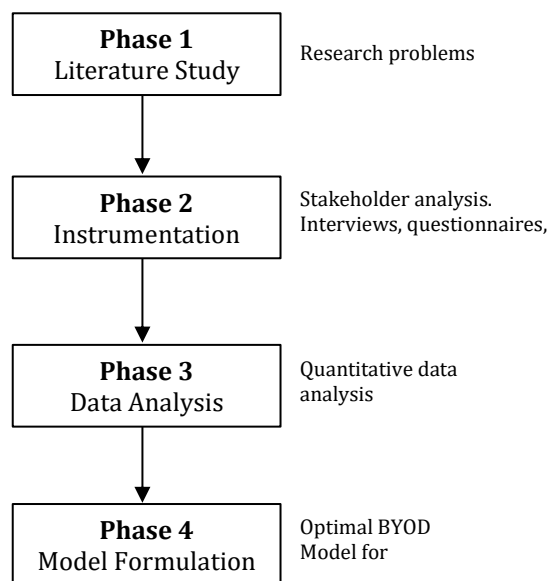 Phase 1
Literature Study
Research problems
Phase 2
Instrumentation
Stakeholder analysis.
Interviews, questionnaires,
Phase 3
Data Analysis
Quantitative data
analysis
Phase 4
Model Formulation
Optimal BYOD
Model for